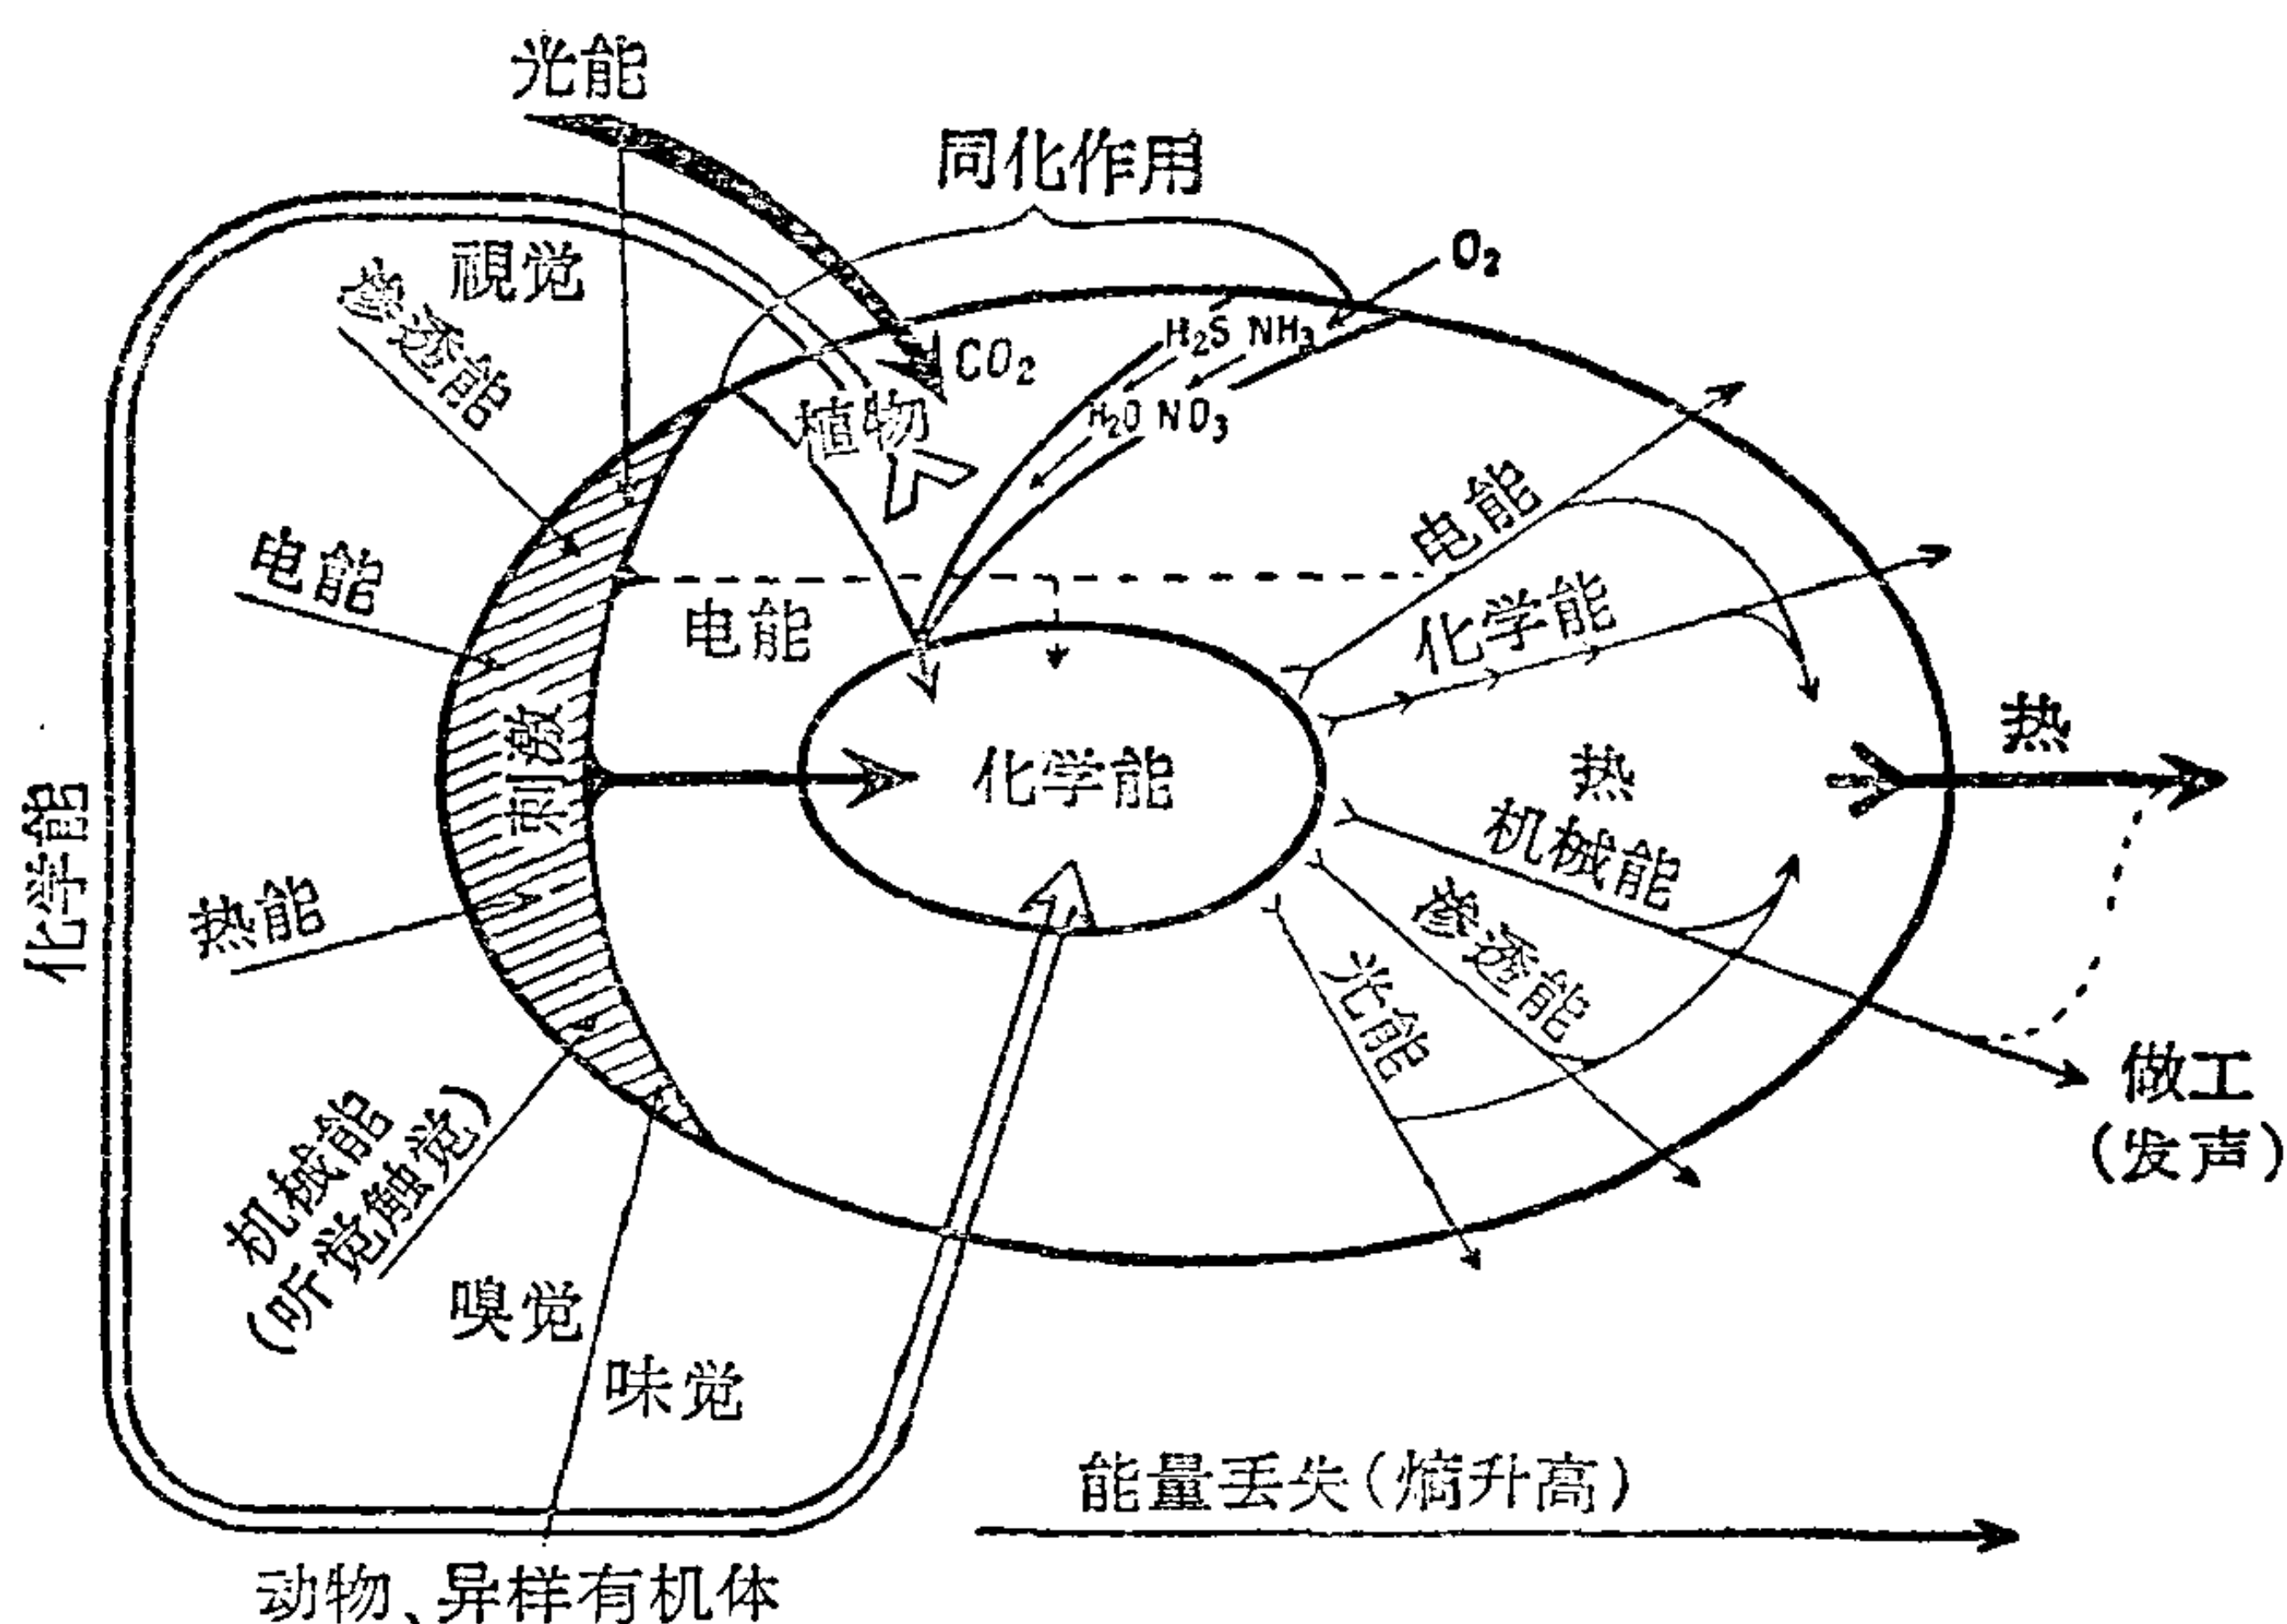 光能
同化作用
O₂
視觉
渗透能
H₂S NH₃
CO₂
植物
H₂O NO₃
电能
电能
化学能
电能
热
刺激
化学能
热
机械能
化学能
热能
渗透能
光能
做工
(发声)
机械能
(听觉触觉)
嗅觉
味觉
能量丢失(熵升高)
动物、异样有机体